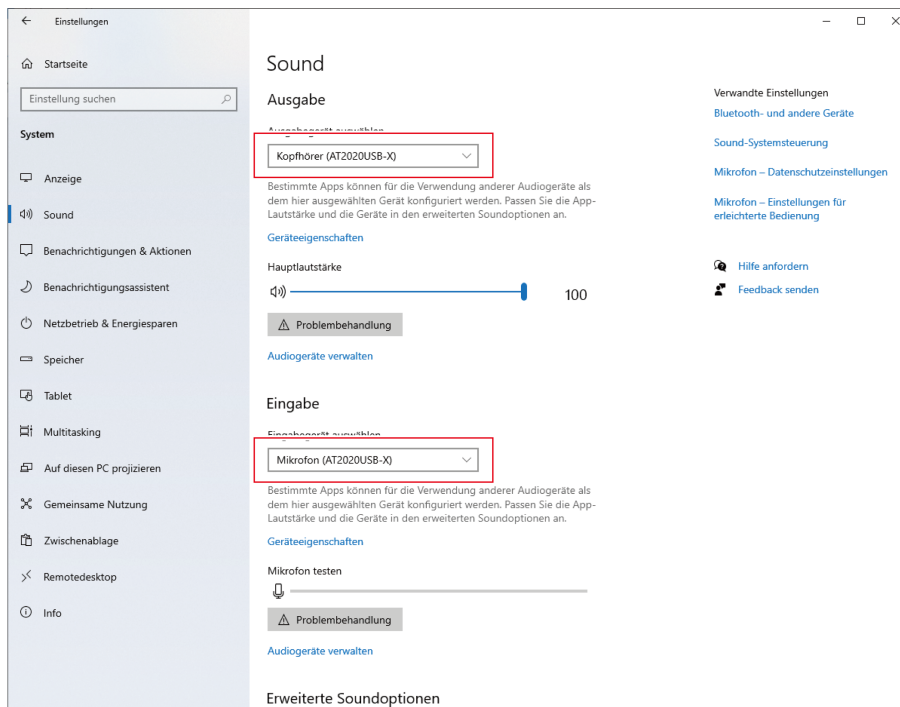 Einstellungen
Startseite
Einstellung suchen
System
Anzeige
Sound
Benachrichtigungen & Aktionen
Benachrichtigungsassistent
Netzbetrieb & Energiesparen
Speicher
Tablet
Multitasking
Auf diesen PC projizieren
Gemeinsame Nutzung
Zwischenablage
Remotedesktop
Info
Sound
Ausgabe
Ausgabegerät auswählen
Kopfhörer (AT2020USB-X)
Bestimmte Apps können für die Verwendung anderer Audiogeräte als
dem hier ausgewählten Gerät konfiguriert werden. Passen Sie die App-
Lautstärke und die Geräte in den erweiterten Soundoptionen an.
Geräteeigenschaften
Hauptlautstärke
100
Problembehandlung
Audiogeräte verwalten
Eingabe
Eingabegerät auswählen
Mikrofon (AT2020USB-X)
Bestimmte Apps können für die Verwendung anderer Audiogeräte als
dem hier ausgewählten Gerät konfiguriert werden. Passen Sie die App-
Lautstärke und die Geräte in den erweiterten Soundoptionen an.
Geräteeigenschaften
Mikrofon testen
Problembehandlung
Audiogeräte verwalten
Erweiterte Soundoptionen
Verwandte Einstellungen
Bluetooth- und andere Geräte
Sound-Systemsteuerung
Mikrofon – Datenschutzeinstellungen
Mikrofon – Einstellungen für
erleichterte Bedienung
Hilfe anfordern
Feedback senden